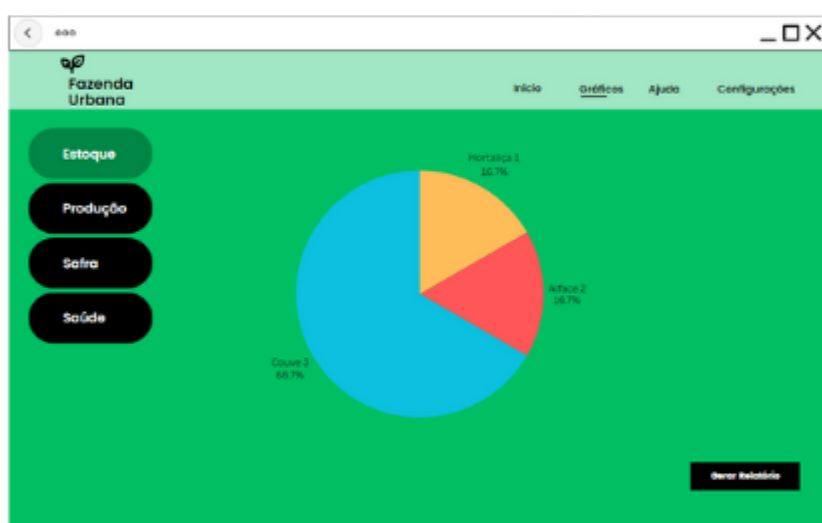 Fazenda
Urbana
Início
Gráficos
Ajuda
Configurações
Estoque
Produção
Safra
Saúde
Hortaliça 1
16.7%
Alface 2
16.7%
Couve 3
66.7%
Gerar Relatório